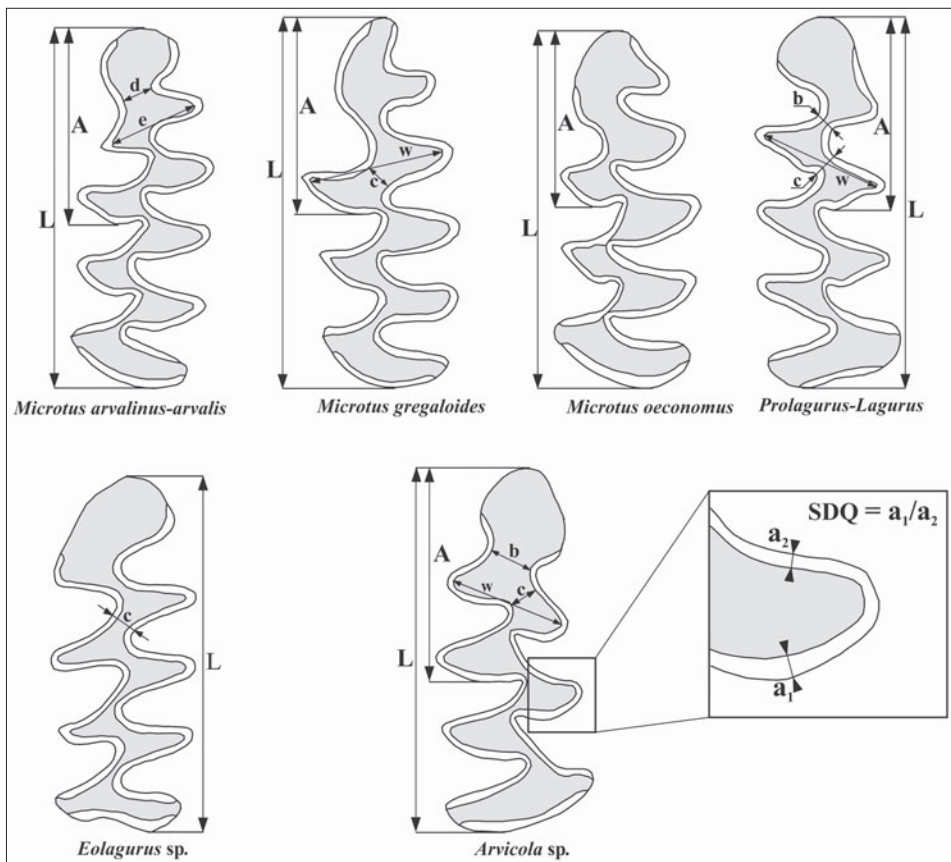 A
d
e
L
Microtus arvalinus-arvalis
A
w
c
L
Microtus gregaloides
A
L
Microtus oeconomus
b
A
c
w
L
Prolagurus-Lagurus
c
L
Eolagurus sp.
A
b
w
c
L
Arvicola sp.
SDQ = a₁/a₂
a₂
a₁